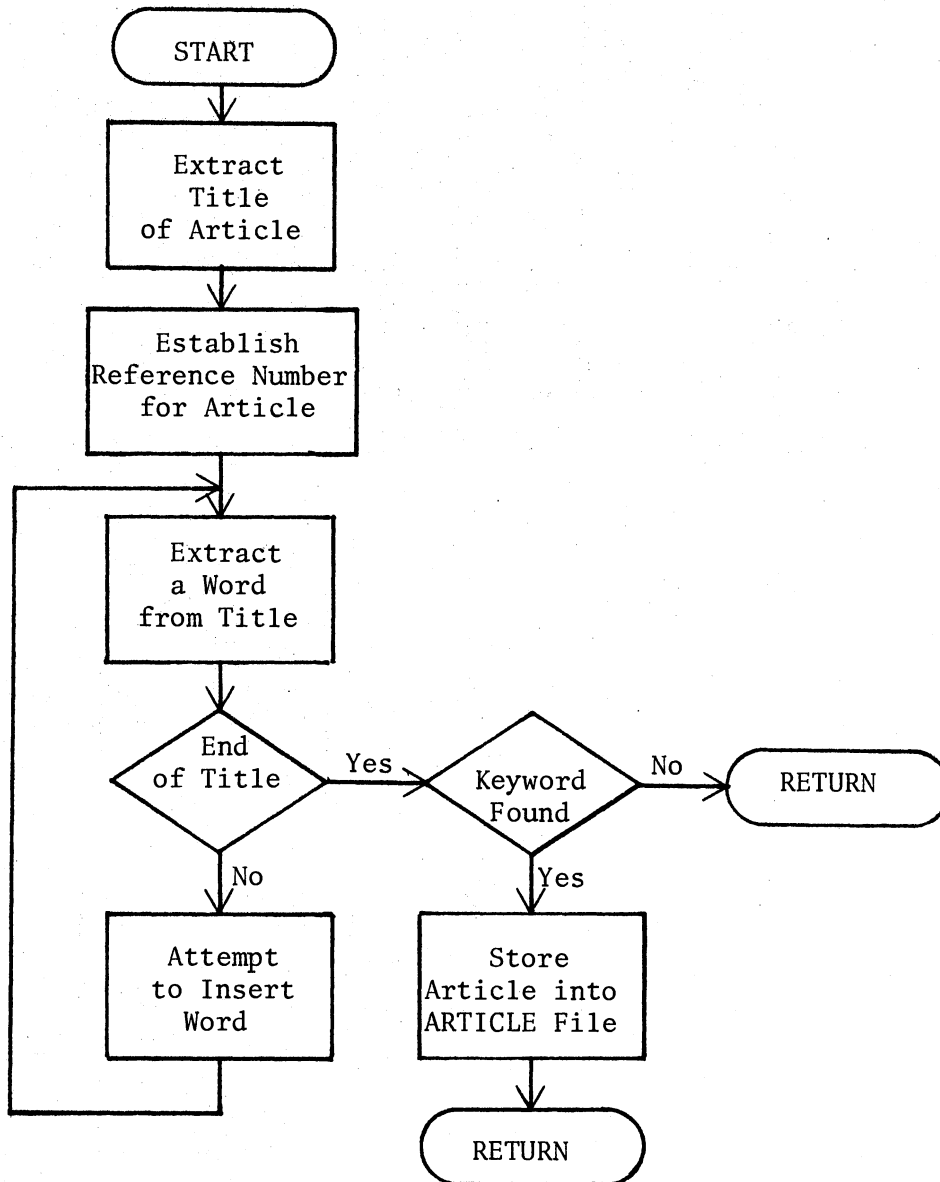 START
Extract
Title
of Article
Establish
Reference Number
for Article
Extract
a Word
from Title
End
of Title
Yes
Keyword
Found
No
RETURN
No
Attempt
to Insert
Word
Yes
Store
Article into
ARTICLE File
RETURN